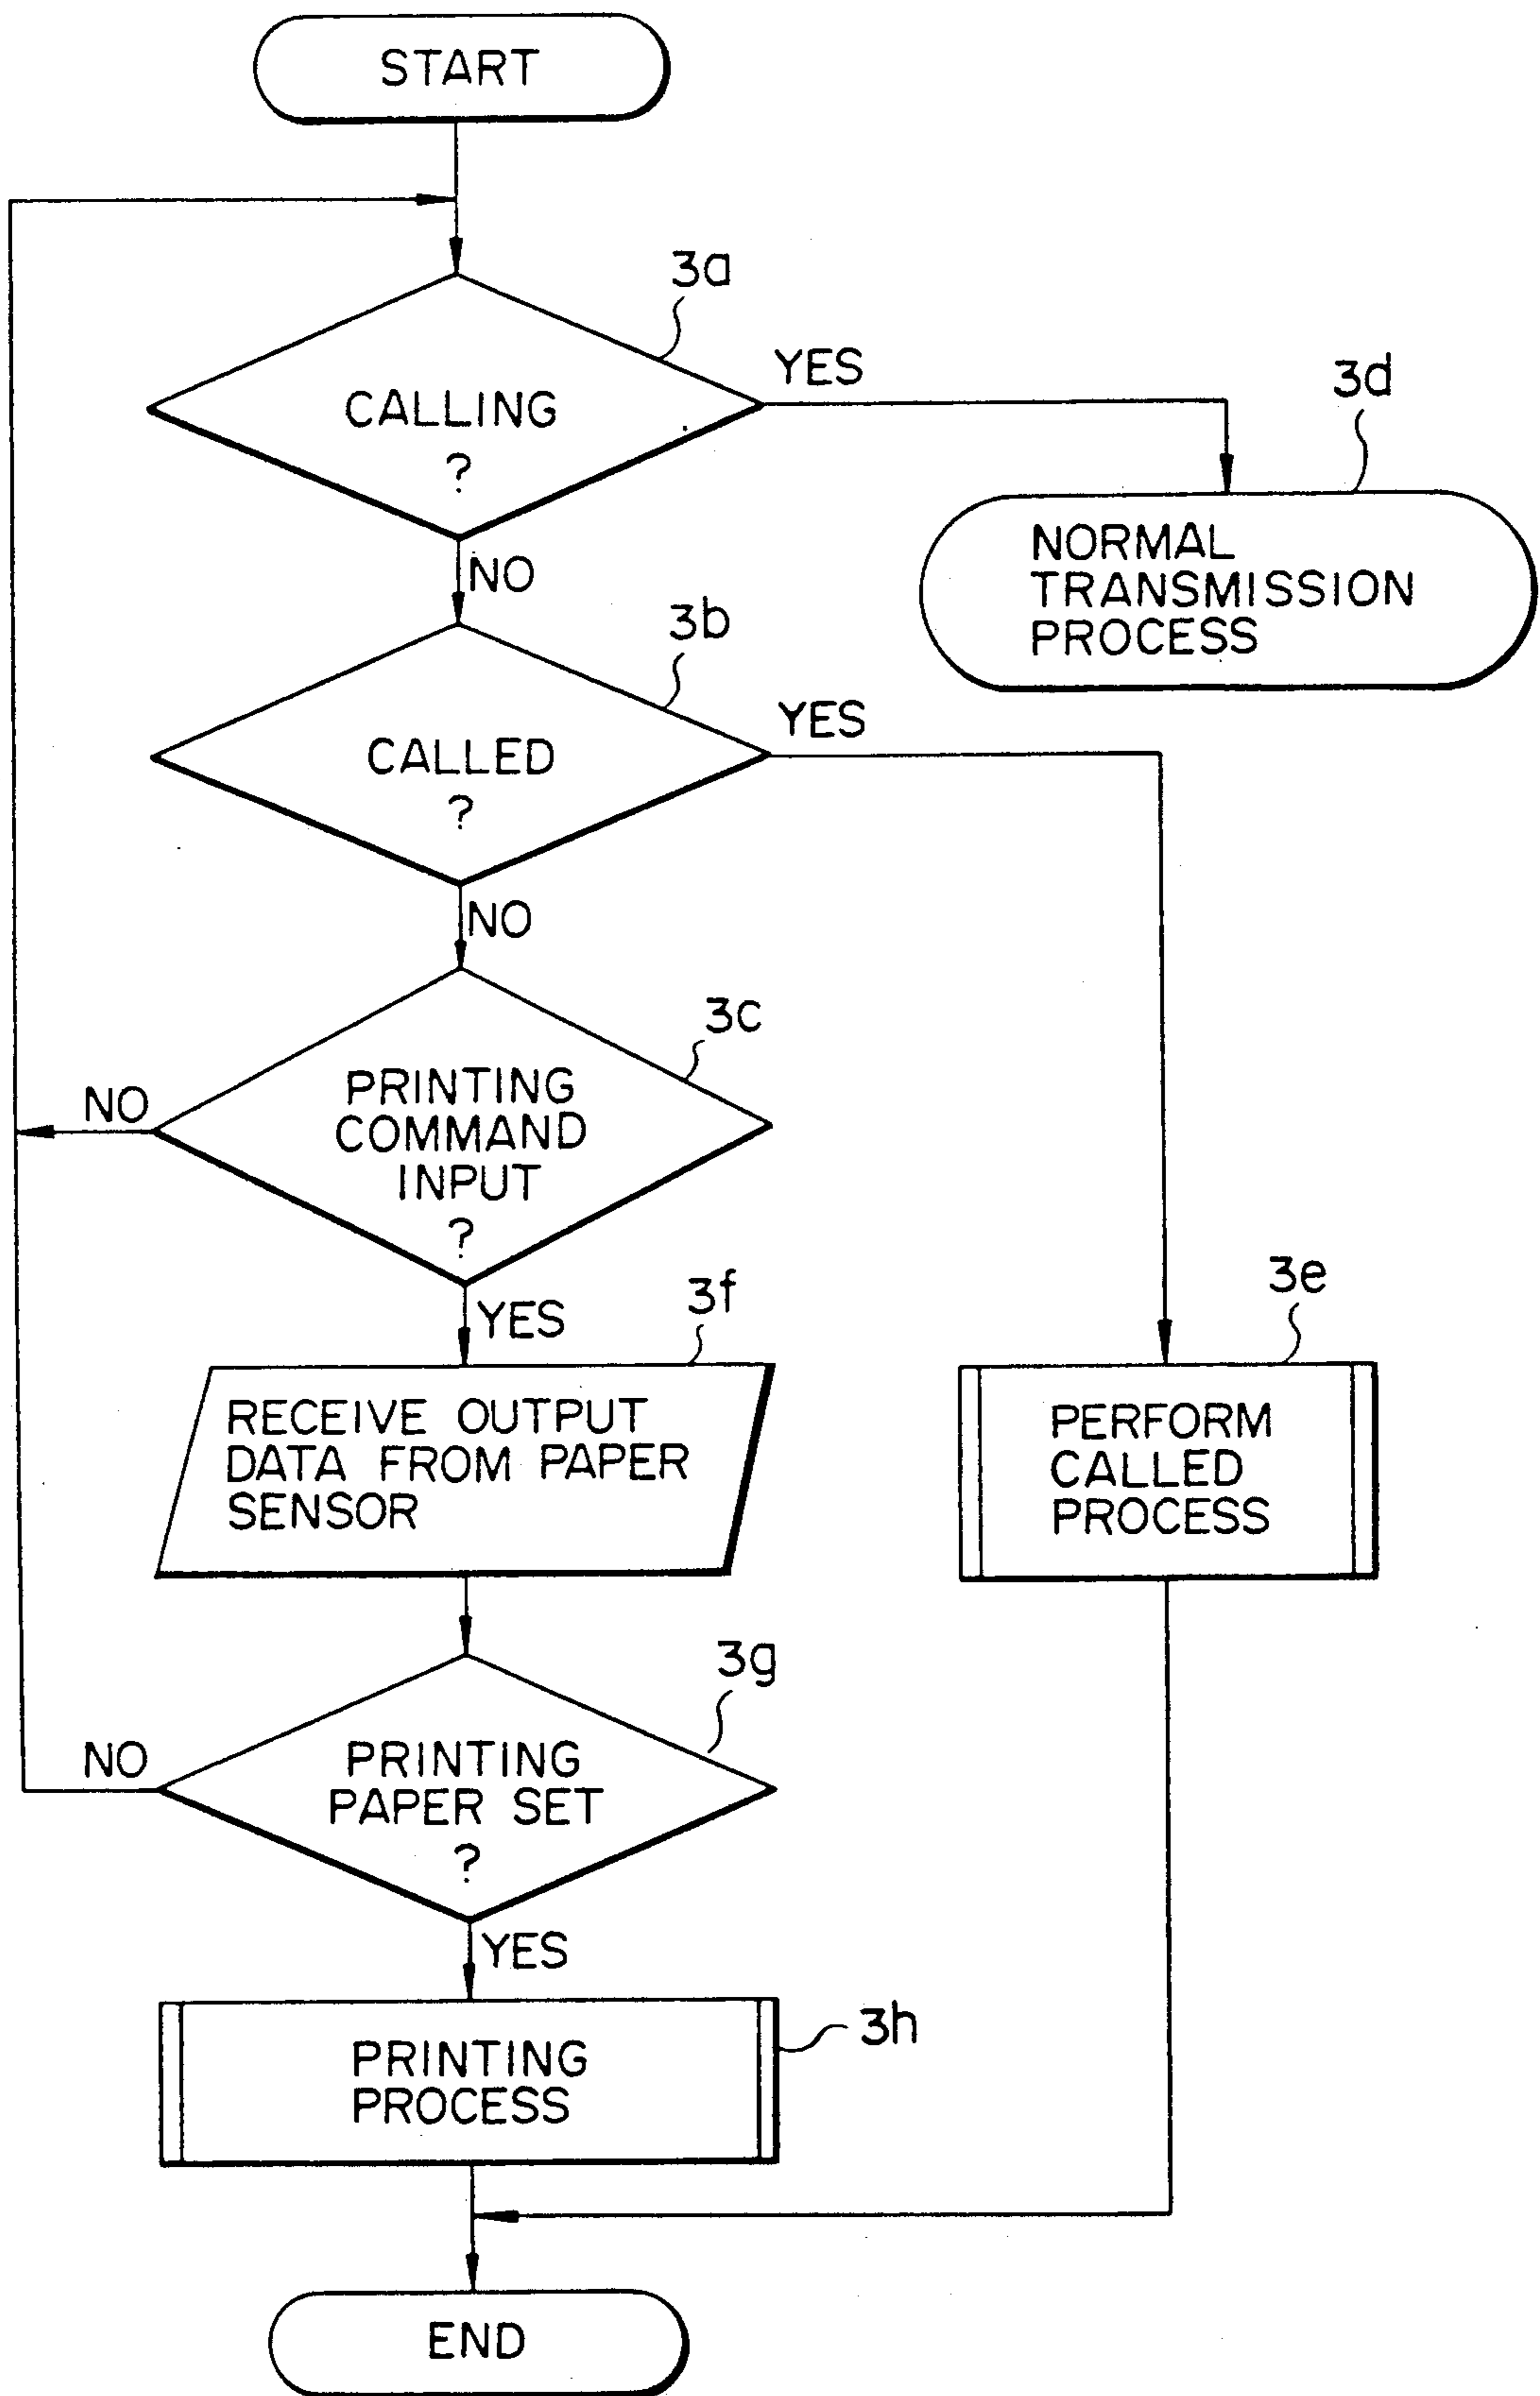 START
3a
CALLING
?
YES
3d
NORMAL
TRANSMISSION
PROCESS
NO
3b
CALLED
?
YES
NO
3c
PRINTING
COMMAND
INPUT
?
NO
YES
3f
RECEIVE OUTPUT
DATA FROM PAPER
SENSOR
3e
PERFORM
CALLED
PROCESS
3g
PRINTING
PAPER SET
?
NO
YES
3h
PRINTING
PROCESS
END